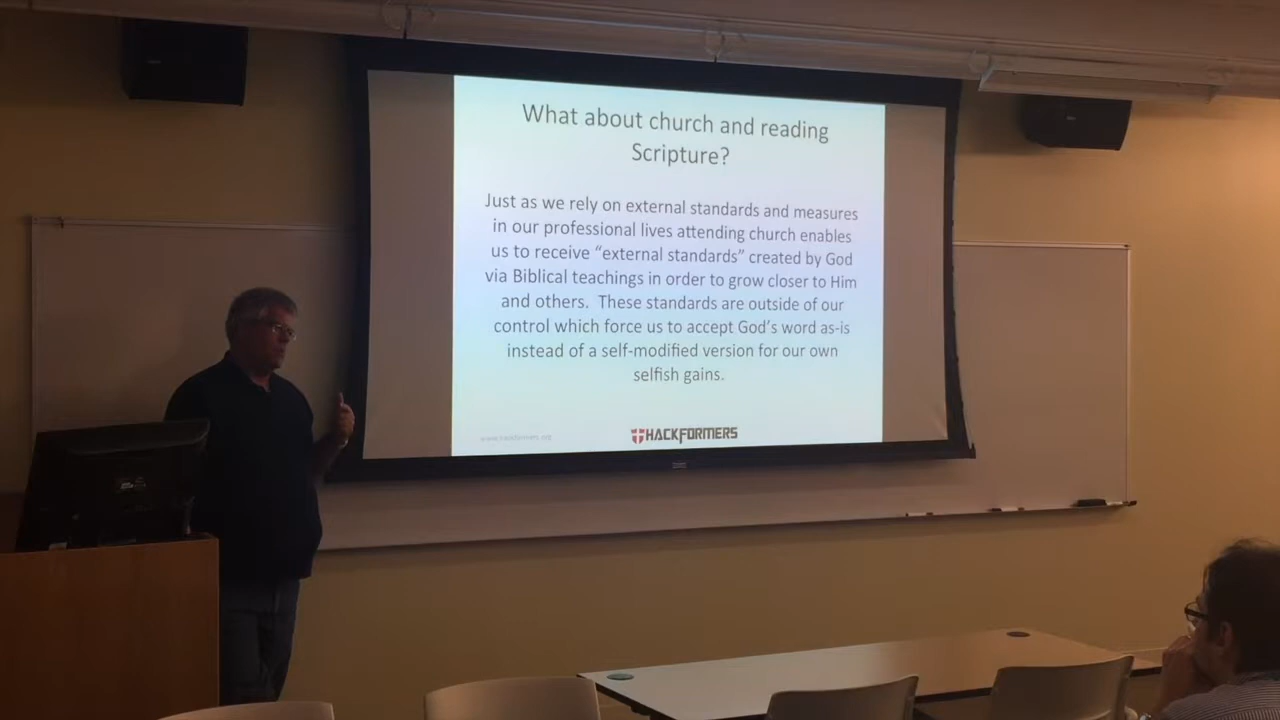 What about church and reading
Scripture?
Just as we rely on external standards and measures
in our professional lives attending church enables
us to receive “external standards” created by God
via Biblical teachings in order to grow closer to Him
and others.  These standards are outside of our
control which force us to accept God’s word as-is
instead of a self-modified version for our own
selfish gains.
www.hackformers.org
HACKFORMERS